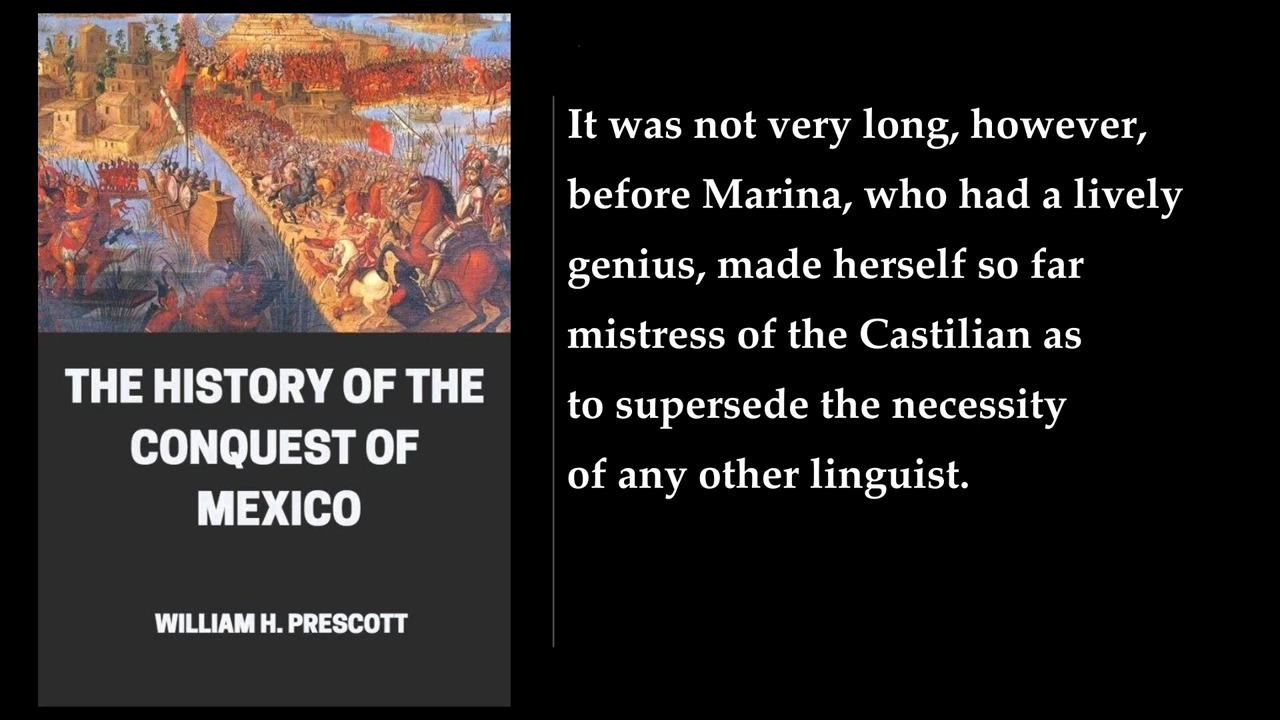 THE HISTORY OF THE
CONQUEST OF
MEXICO
WILLIAM H. PRESCOTT
It was not very long, however,
before Marina, who had a lively
genius, made herself so far
mistress of the Castilian as
to supersede the necessity
of any other linguist.